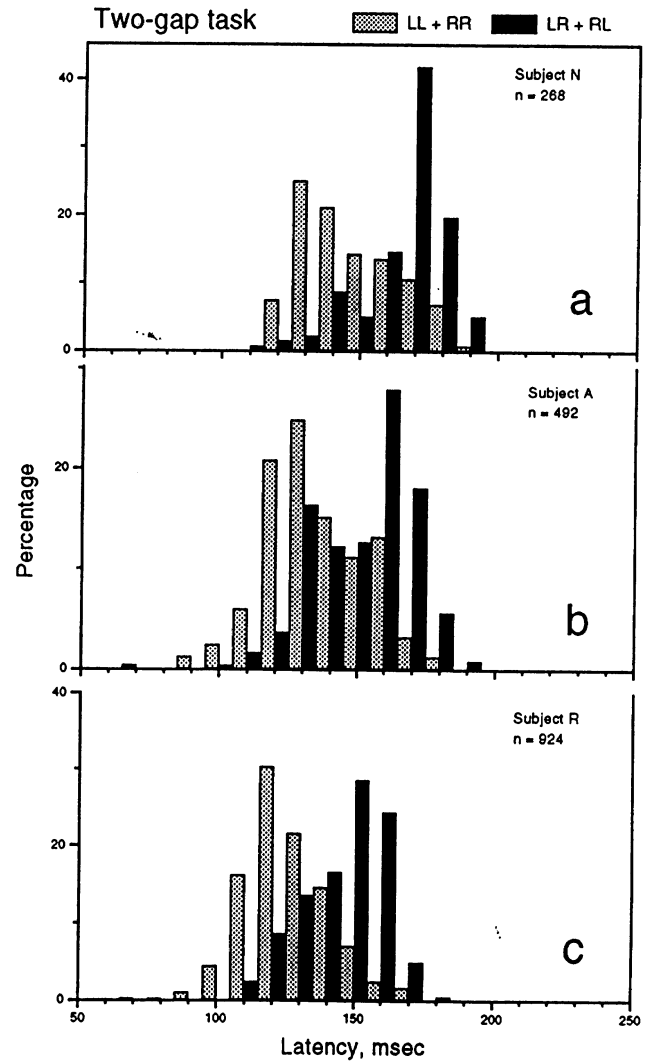 Two-gap task
LL + RR
LR + RL
40
20
0
Subject N
n = 268
a
Percentage
20
0
Subject A
n = 492
b
40
20
0
Subject R
n = 924
c
50
100
150
200
250
Latency, msec